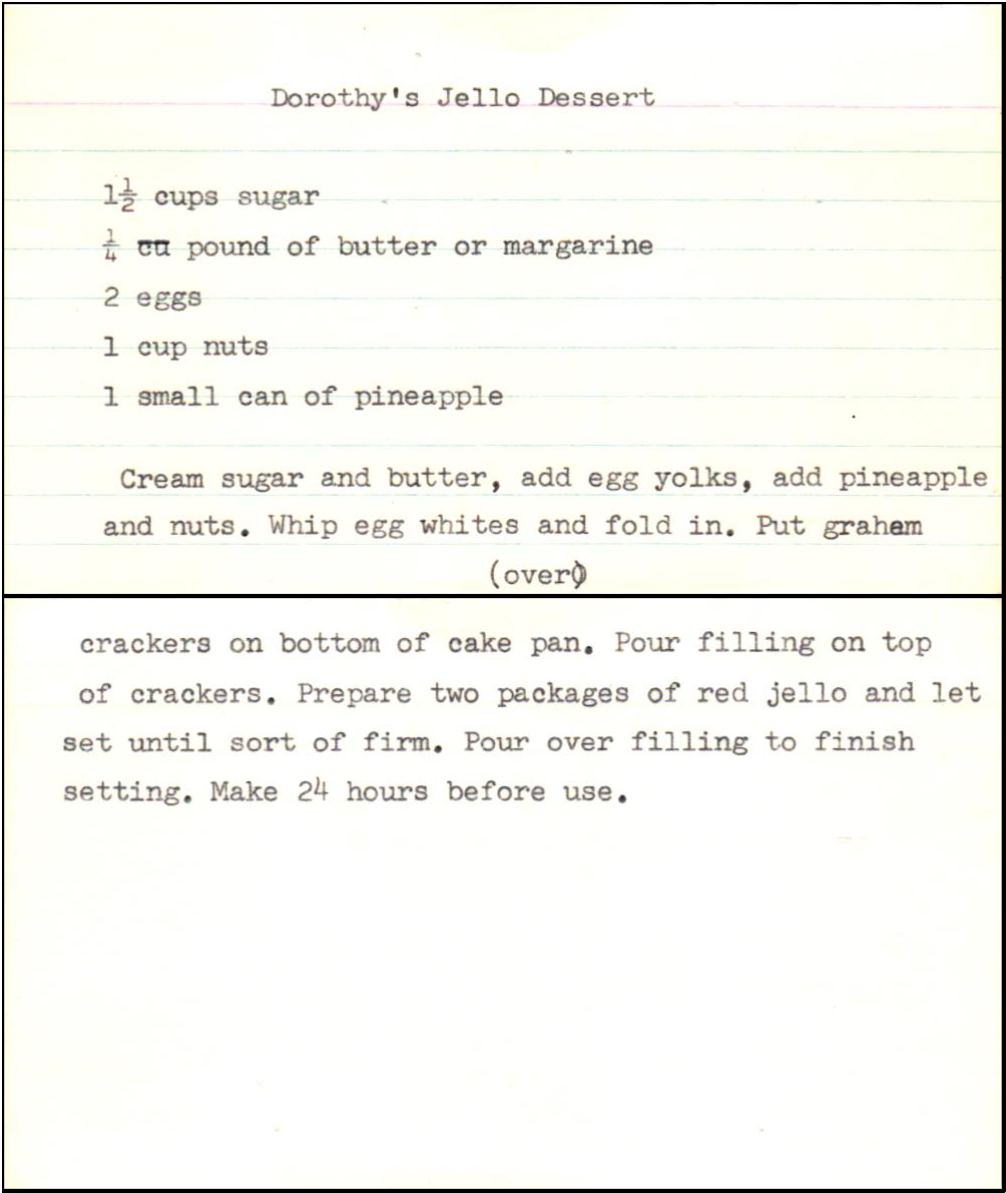 Dorothy's Jello Dessert
1½ cups sugar
¼ cu pound of butter or margarine
2 eggs
1 cup nuts
1 small can of pineapple
Cream sugar and butter, add egg yolks, add pineapple
and nuts. Whip egg whites and fold in. Put graham
(over)
crackers on bottom of cake pan. Pour filling on top
of crackers. Prepare two packages of red jello and let
set until sort of firm. Pour over filling to finish
setting. Make 24 hours before use.